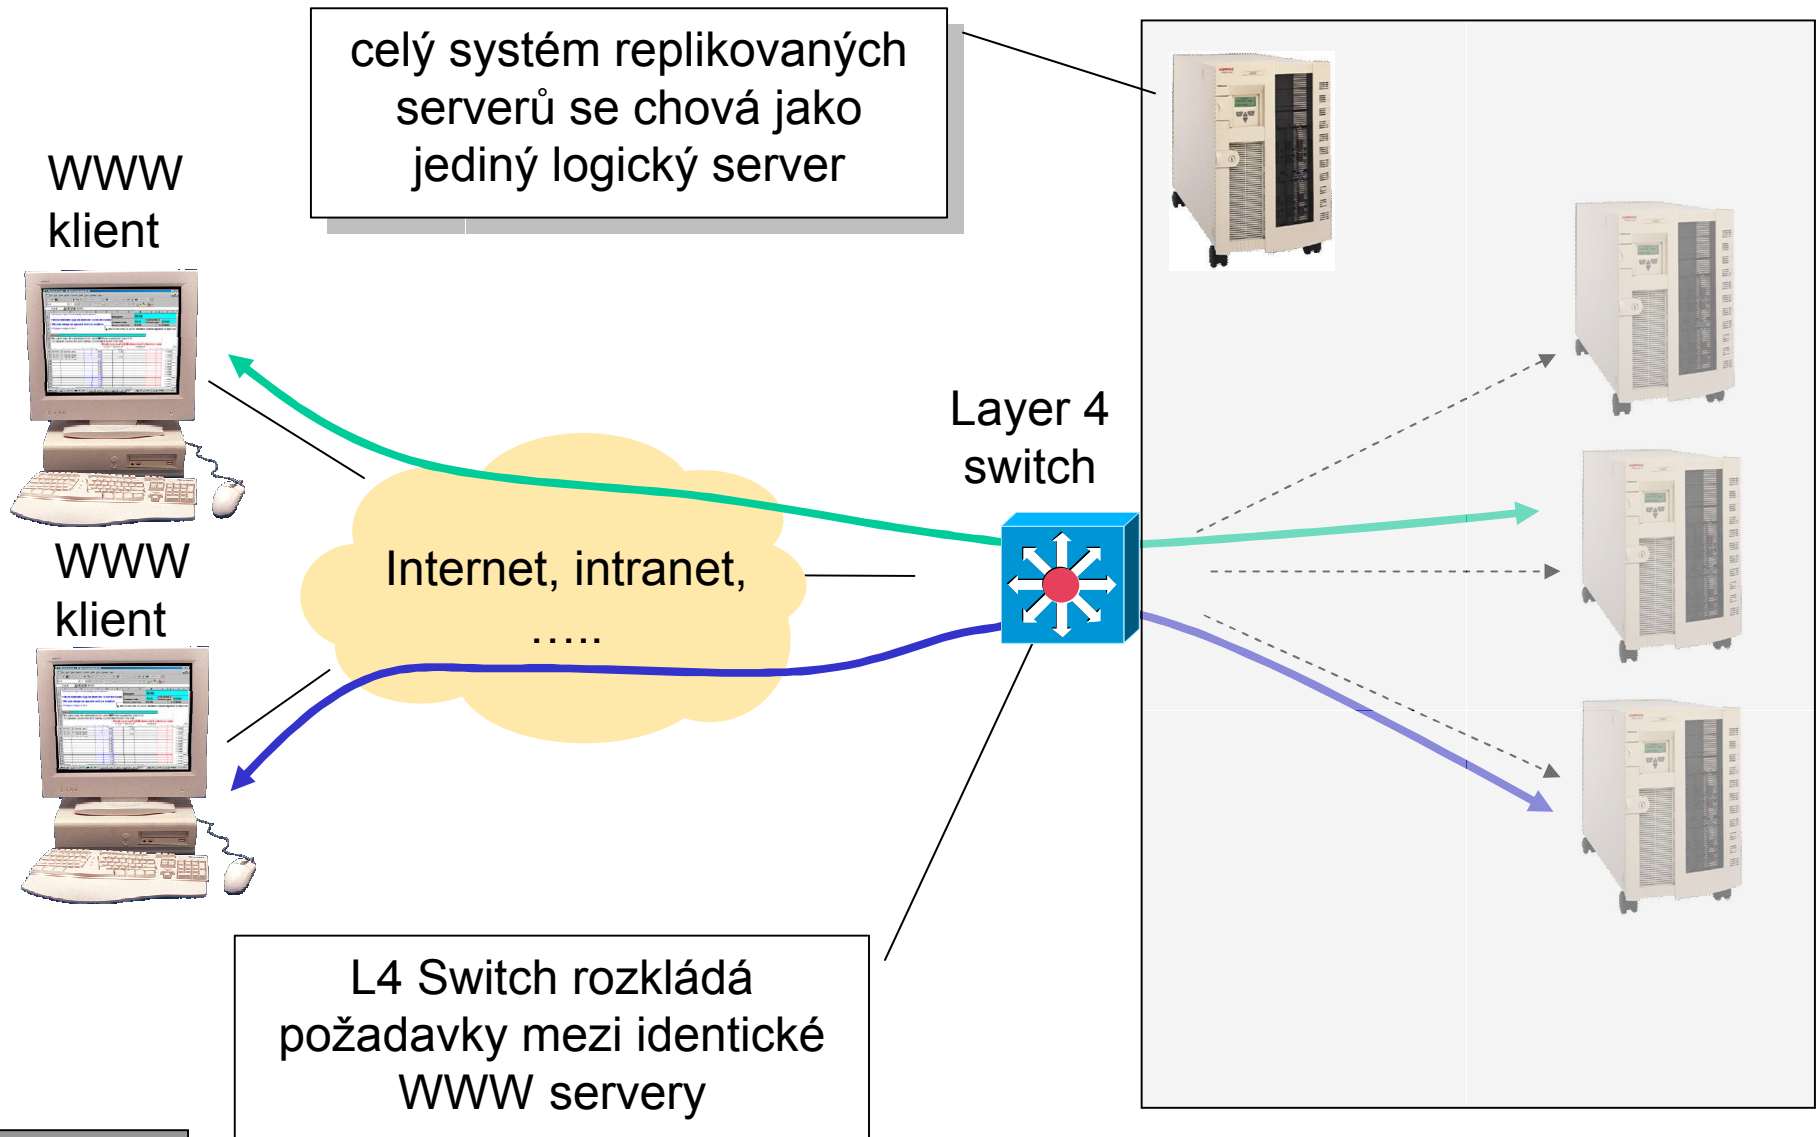 celý systém replikovaných
serverů se chová jako
jediný logický server
WWW
klient
Layer 4
switch
WWW
klient
Internet, intranet,
.....
L4 Switch rozkládá
požadavky mezi identické
WWW servery